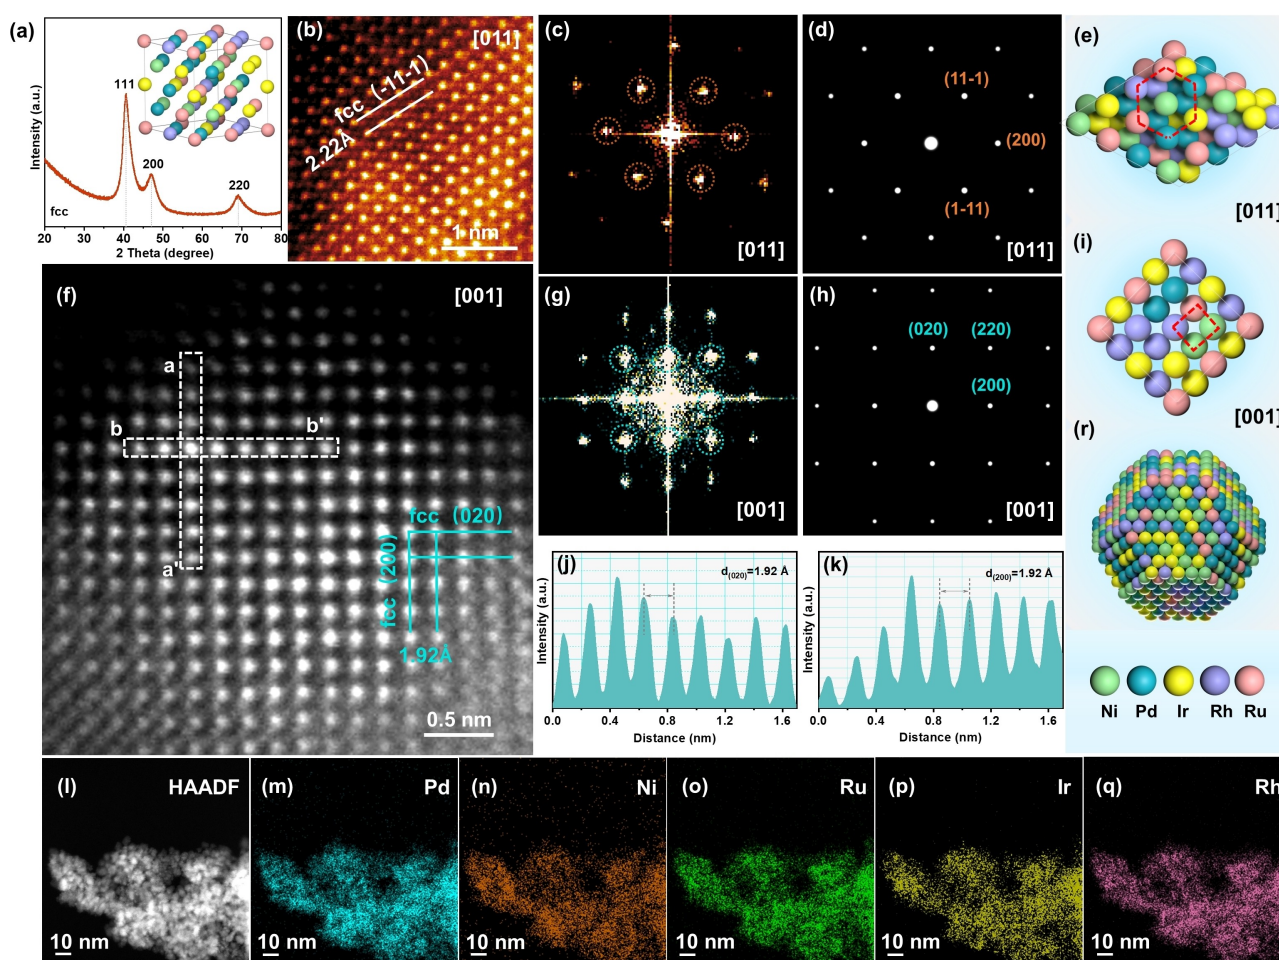 (a)
Intensity (a.u.)
111
200
220
fcc
20 30 40 50 60 70 80
2 Theta (degree)
(b)
[011]
fcc (-11-1)
2.22Å
1 nm
(c)
[011]
(d)
(11-1)
(200)
(1-11)
[011]
(e)
[011]
(f)
[001]
a
b
b'
a'
fcc (020)
fcc (200)
1.92Å
0.5 nm
(g)
[001]
(h)
(020)
(220)
(200)
[001]
(i)
[001]
(j)
d(020)=1.92 Å
Intensity (a.u.)
0.0 0.4 0.8 1.2 1.6
Distance (nm)
(k)
d(200)=1.92 Å
Intensity (a.u.)
0.0 0.4 0.8 1.2 1.6
Distance (nm)
(r)
Ni Pd Ir Rh Ru
(l)
HAADF
10 nm
(m)
Pd
10 nm
(n)
Ni
10 nm
(o)
Ru
10 nm
(p)
Ir
10 nm
(q)
Rh
10 nm